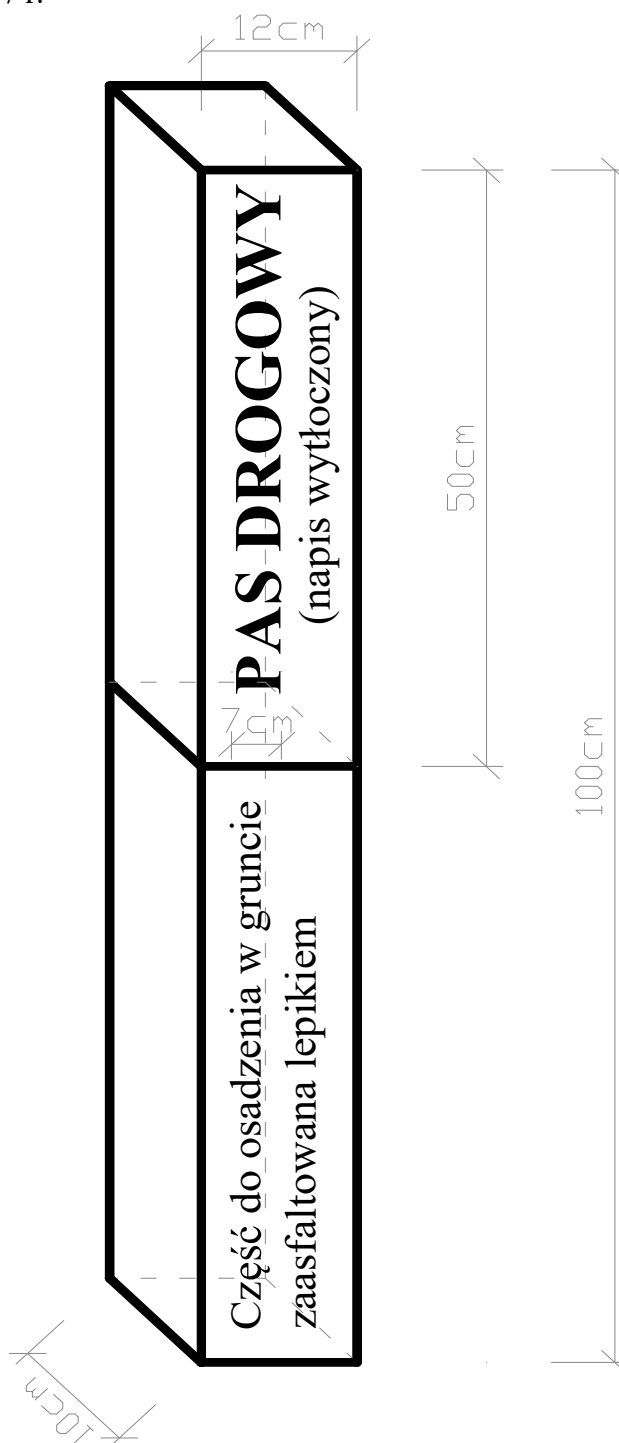 12cm
PAS DROGOWY
(napis wytłoczony)
50cm
100cm
7cm
Część do osadzenia w gruncie
zaasfaltowana lepikiem
10cm